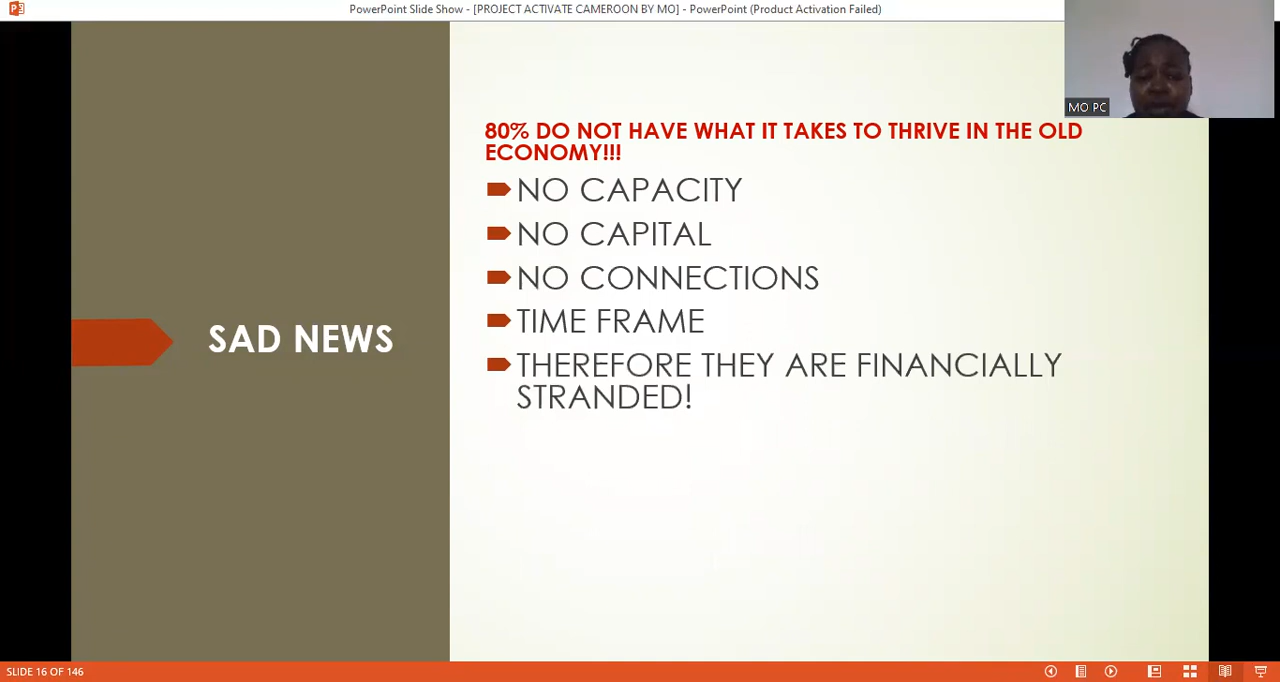 PowerPoint Slide Show - [PROJECT ACTIVATE CAMEROON BY MO] - PowerPoint (Product Activation Failed)
MO PC
SAD NEWS
80% DO NOT HAVE WHAT IT TAKES TO THRIVE IN THE OLD
ECONOMY!!!
NO CAPACITY
NO CAPITAL
NO CONNECTIONS
TIME FRAME
THEREFORE THEY ARE FINANCIALLY
STRANDED!
SLIDE 16 OF 146